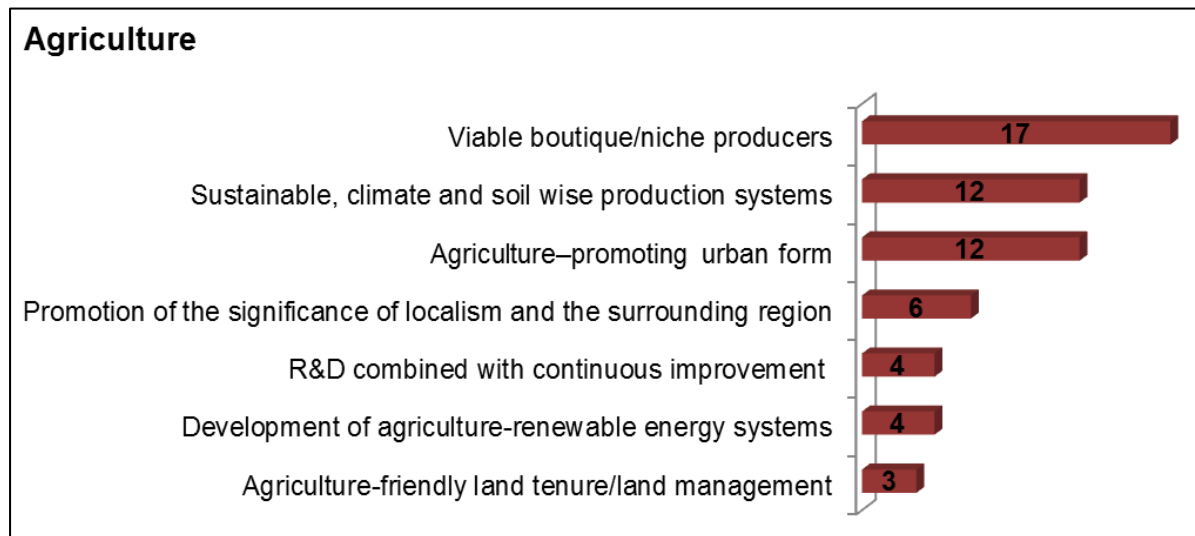 Agriculture
Viable boutique/niche producers
17
Sustainable, climate and soil wise production systems
12
Agriculture–promoting urban form
12
Promotion of the significance of localism and the surrounding region
6
R&D combined with continuous improvement
4
Development of agriculture-renewable energy systems
4
Agriculture-friendly land tenure/land management
3